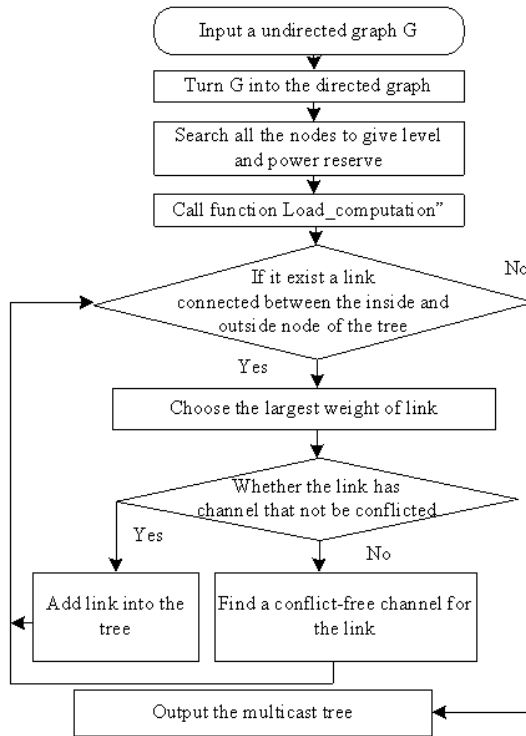 Input a undirected graph G
Turn G into the directed graph
Search all the nodes to give level
and power reserve
Call function Load_computation”
If it exist a link
connected between the inside and
outside node of the tree
No
Yes
Choose the largest weight of link
Whether the link has
channel that not be conflicted
Yes
No
Add link into the
tree
Find a conflict-free channel for
the link
Output the multicast tree